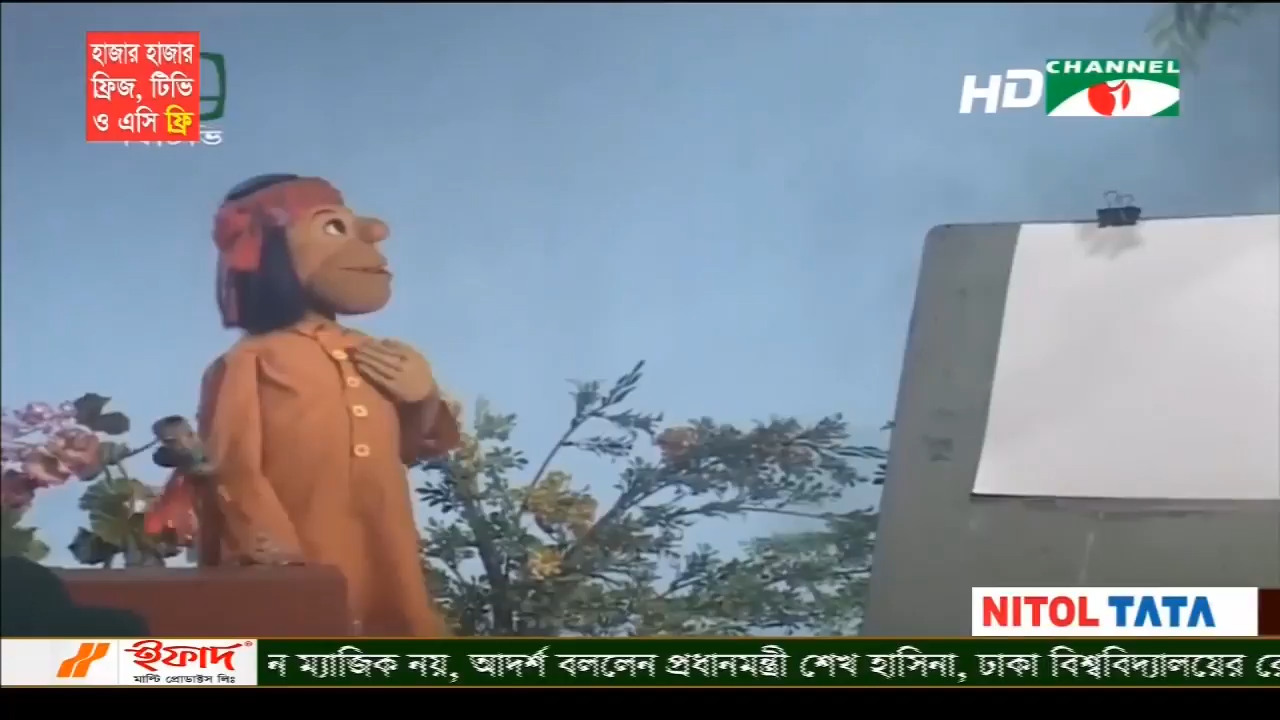 হাজার হাজার
ফ্রিজ, টিভি
ও এসি ফ্রি
HD CHANNEL
i
NITOL TATA
ইফাদ
মাল্টি প্রোডাক্টস লিঃ
ন ম্যাজিক নয়, আদর্শ বললেন প্রধানমন্ত্রী শেখ হাসিনা, ঢাকা বিশ্ববিদ্যালয়ের